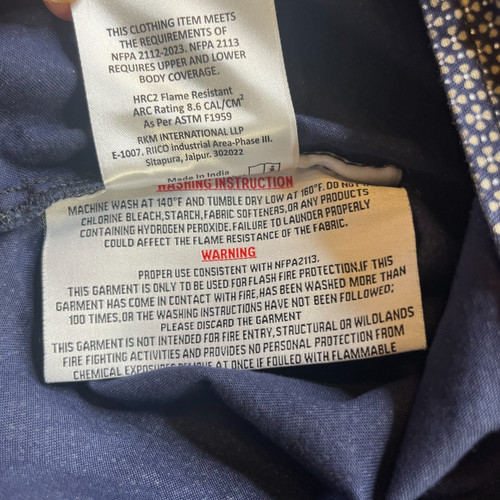 THIS CLOTHING ITEM MEETS
THE REQUIREMENTS OF
NFPA 2112-2023. NFPA 2113
REQUIRES UPPER AND LOWER
BODY COVERAGE.
HRC2 Flame Resistant
ARC Rating 8.6 CAL/CM²
As Per ASTM F1959
RKM INTERNATIONAL LLP
E-1007, RIICO industrial Area-Phase III.
Sitapura, Jaipur. 302022
Made in India
WASHING INSTRUCTION
MACHINE WASH AT 140°F AND TUMBLE DRY LOW AT 160°F. DO NOT
CHLORINE BLEACH,STARCH,FABRIC SOFTENERS,OR ANY PRODUCTS
CONTAINING HYDROGEN PEROXIDE.FAILURE TO LAUNDER PROPERLY
COULD AFFECT THE FLAME RESISTANCE OF THE FABRIC.
WARNING
PROPER USE CONSISTENT WITH NFPA2113.
THIS GARMENT IS ONLY TO BE USED FOR FLASH FIRE PROTECTION.IF THIS
GARMENT HAS COME IN CONTACT WITH FIRE,HAS BEEN WASHED MORE THAN
100 TIMES,OR THE WASHING INSTRUCTIONS HAVE NOT BEEN FOLLOWED;
PLEASE DISCARD THE GARMENT
THIS GARMENT IS NOT INTENDED FOR FIRE ENTRY,STRUCTURAL OR WILDLANDS
FIRE FIGHTING ACTIVITIES AND PROVIDES NO PERSONAL PROTECTION FROM
CHEMICAL EXPOSURES REMOVE AT ONCE IF FOULED WITH FLAMMABLE